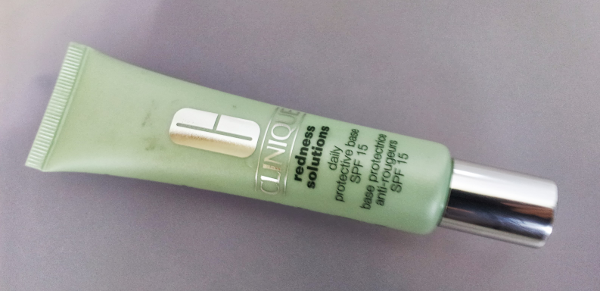 CLINIQUE
redness
solutions
daily
protective base
SPF 15
base protectrice
anti-rougeurs
SPF 15